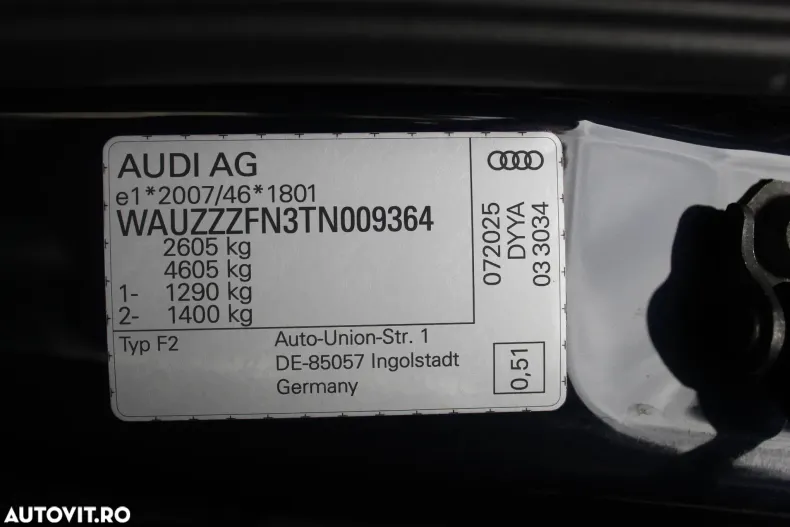 AUDI AG
e1*2007/46*1801
WAUZZZFN3TN009364
2605 kg
4605 kg
1- 1290 kg
2- 1400 kg
Typ F2
Auto-Union-Str. 1
DE-85057 Ingolstadt
Germany
072025
DYYA
03 3034
0,51
AUTOVIT.RO